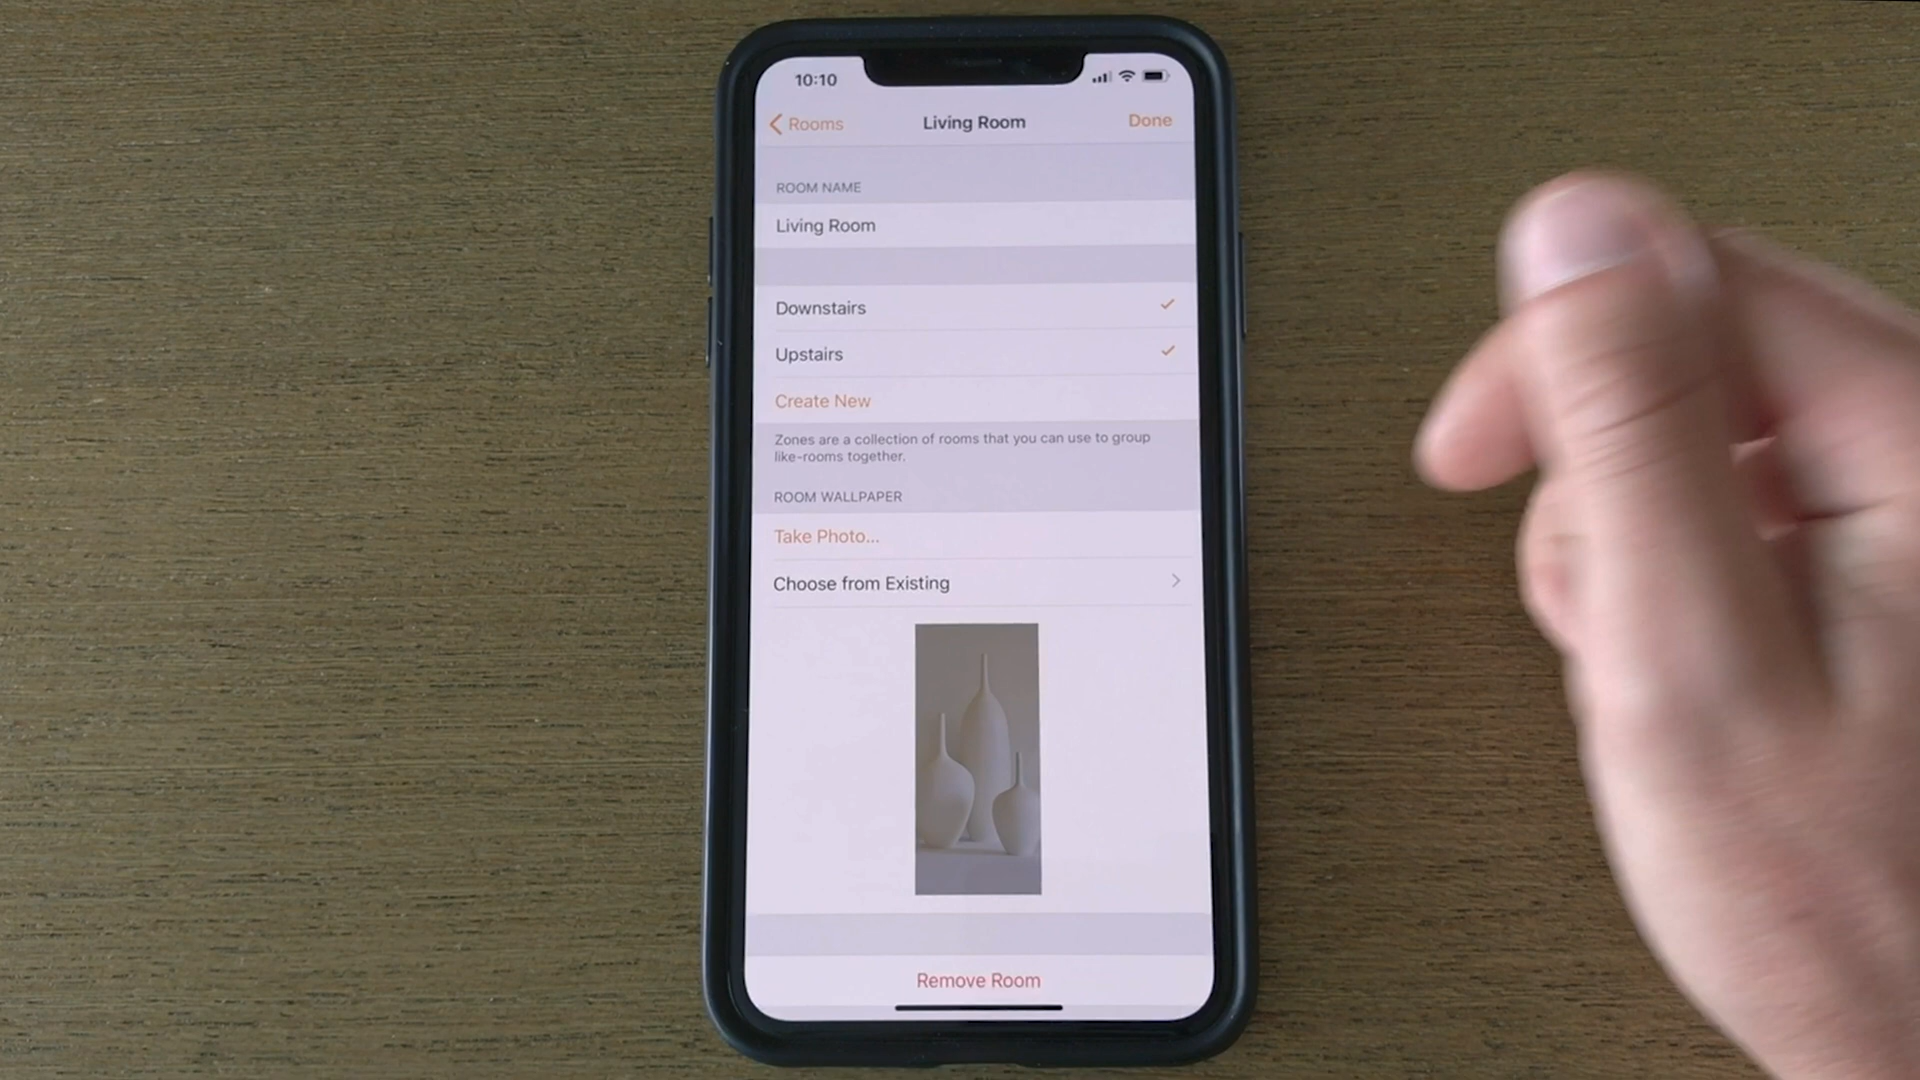 10:10
Rooms
Living Room
Done
ROOM NAME
Living Room
Downstairs
Upstairs
Create New
Zones are a collection of rooms that you can use to group
like-rooms together.
ROOM WALLPAPER
Take Photo...
Choose from Existing
Remove Room